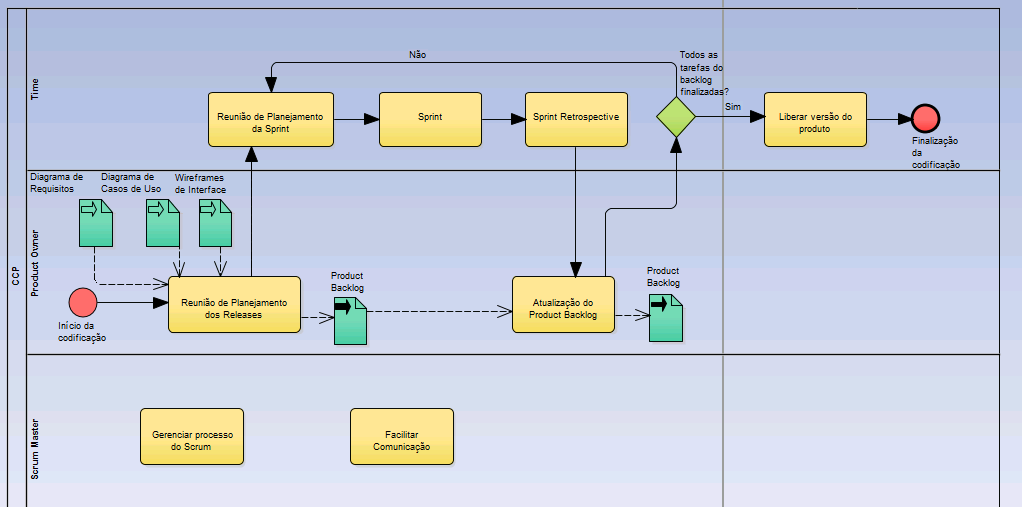 CCP
Time
Não
Todos as
tarefas do
backlog
finalizadas?
Reunião de Planejamento
da Sprint
Sprint
Sprint Retrospective
Sim
Liberar versão do
produto
Finalização
da
codificação
Product Owner
Diagrama de
Requisitos
Diagrama de
Casos de Uso
Wireframes
de Interface
Início da
codificação
Reunião de Planejamento
dos Releases
Product
Backlog
Atualização do
Product Backlog
Product
Backlog
Scrum Master
Gerenciar processo
do Scrum
Facilitar
Comunicação